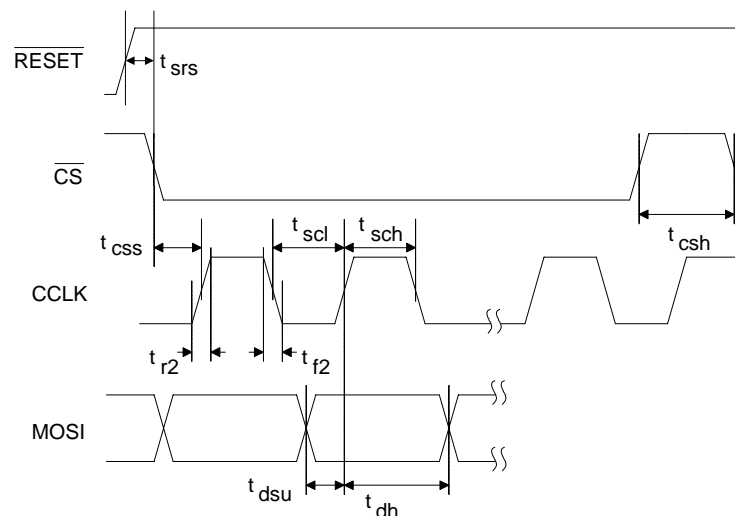 RESET
t srs
CS
t css
t scl
t sch
t csh
CCLK
t r2
t f2
MOSI
t dsu
t dh